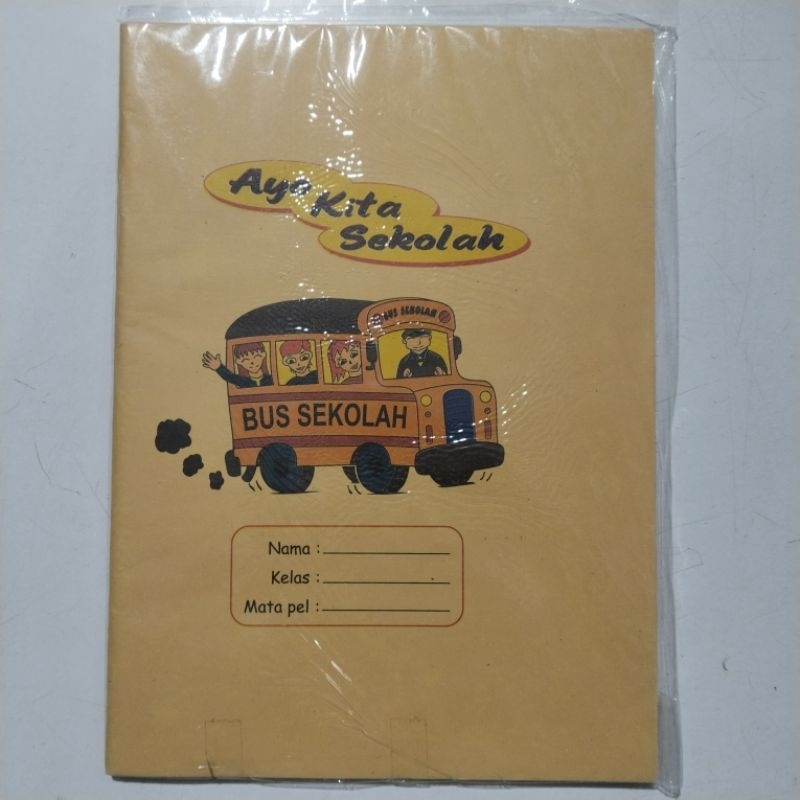 Ayo
Kita
Sekolah
BUS SEKOLAH
BUS SEKOLAH
Nama :
Kelas :
Mata pel :